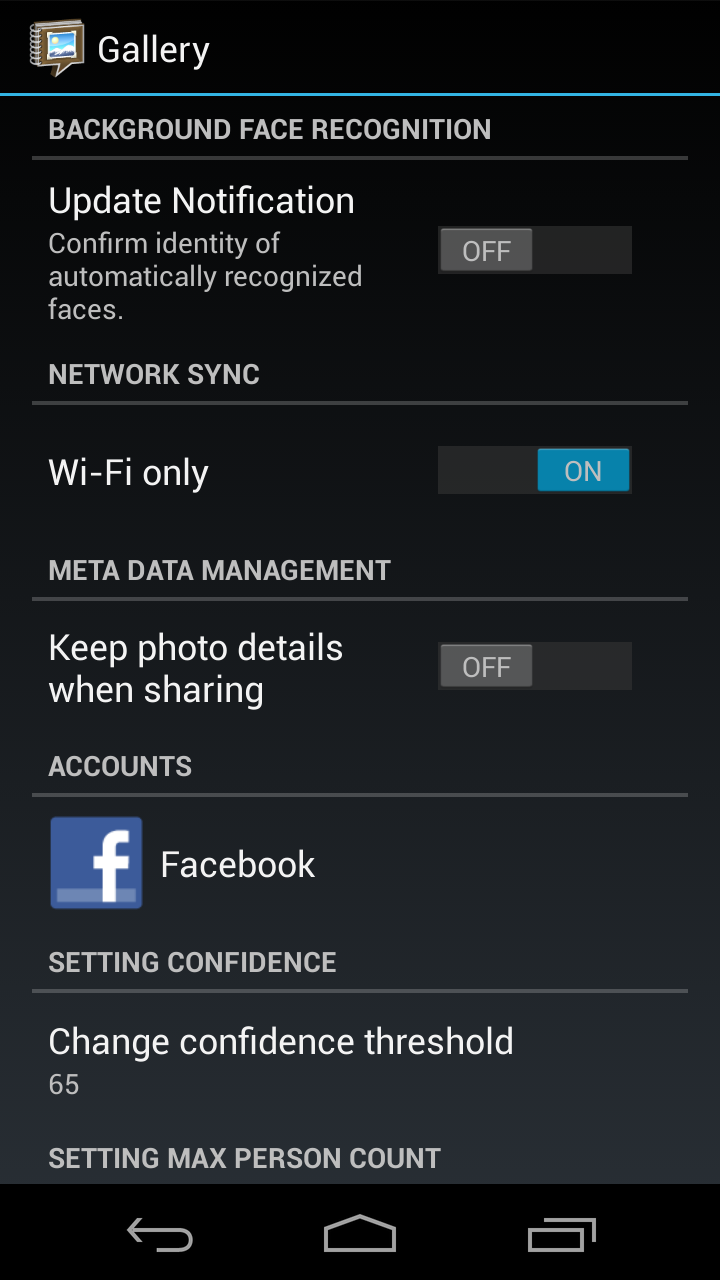 Gallery
BACKGROUND FACE RECOGNITION
Update Notification
Confirm identity of
automatically recognized
faces.
OFF
NETWORK SYNC
Wi-Fi only
ON
META DATA MANAGEMENT
Keep photo details
when sharing
OFF
ACCOUNTS
f
Facebook
SETTING CONFIDENCE
Change confidence threshold
65
SETTING MAX PERSON COUNT